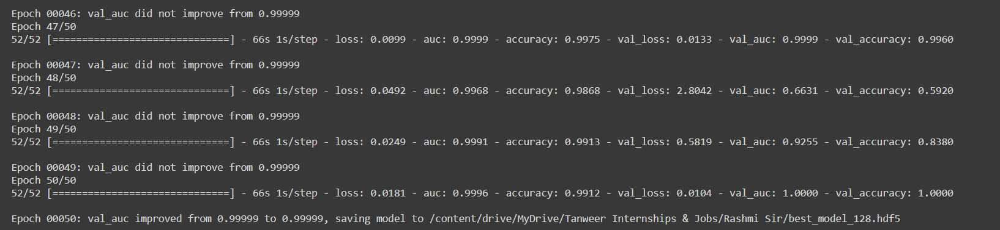 Epoch 00046: val_auc did not improve from 0.99999
Epoch 47/50
52/52 [==============================] - 66s 1s/step - loss: 0.0099 - auc: 0.9999 - accuracy: 0.9975 - val_loss: 0.0133 - val_auc: 0.9999 - val_accuracy: 0.9960
Epoch 00047: val_auc did not improve from 0.99999
Epoch 48/50
52/52 [==============================] - 66s 1s/step - loss: 0.0492 - auc: 0.9968 - accuracy: 0.9868 - val_loss: 2.8042 - val_auc: 0.6631 - val_accuracy: 0.5920
Epoch 00048: val_auc did not improve from 0.99999
Epoch 49/50
52/52 [==============================] - 66s 1s/step - loss: 0.0249 - auc: 0.9991 - accuracy: 0.9913 - val_loss: 0.5819 - val_auc: 0.9255 - val_accuracy: 0.8380
Epoch 00049: val_auc did not improve from 0.99999
Epoch 50/50
52/52 [==============================] - 66s 1s/step - loss: 0.0181 - auc: 0.9996 - accuracy: 0.9912 - val_loss: 0.0104 - val_auc: 1.0000 - val_accuracy: 1.0000
Epoch 00050: val_auc improved from 0.99999 to 0.99999, saving model to /content/drive/MyDrive/Tanweer Internships & Jobs/Rashmi Sir/best_model_128.hdf5